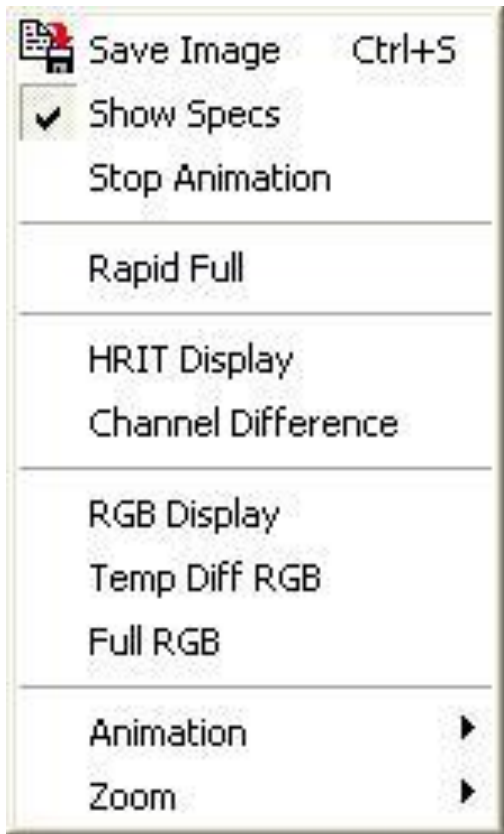 Save Image Ctrl+S
Show Specs
Stop Animation
Rapid Full
HRIT Display
Channel Difference
RGB Display
Temp Diff RGB
Full RGB
Animation
Zoom